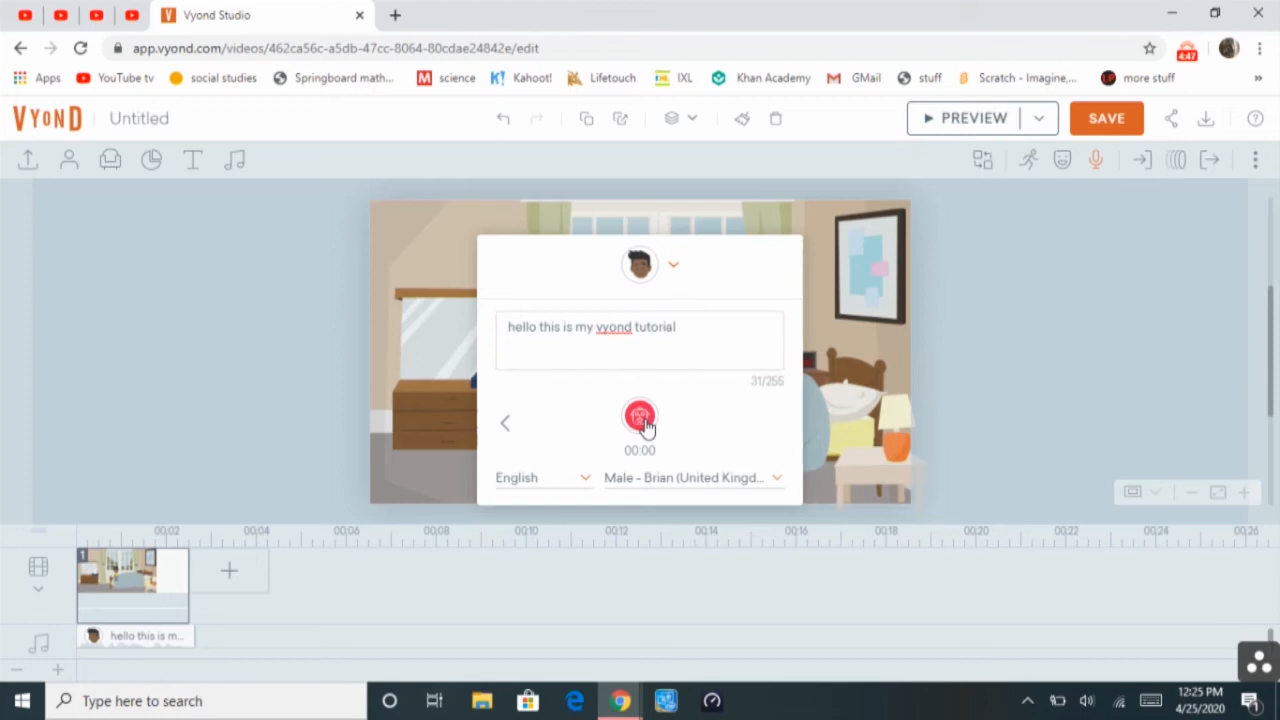 Vyond Studio
app.vyond.com/videos/462ca56c-a5db-47cc-8064-80cdae24842e/edit
4:47
Apps YouTube tv social studies Springboard math... M science K! Kahoot! Lifetouch IXL IXL Khan Academy GMail stuff Scratch - Imagine,... more stuff »
VYOND Untitled PREVIEW SAVE
hello this is my vyond tutorial
31/255
00:00
English Male - Brian (United Kingd...
00:02 00:04 00:06 00:08 00:10 00:12 00:14 00:16 00:18 00:20 00:22 00:24 00:26
1
hello this is m...
Type here to search
12:25 PM
4/25/2020
1